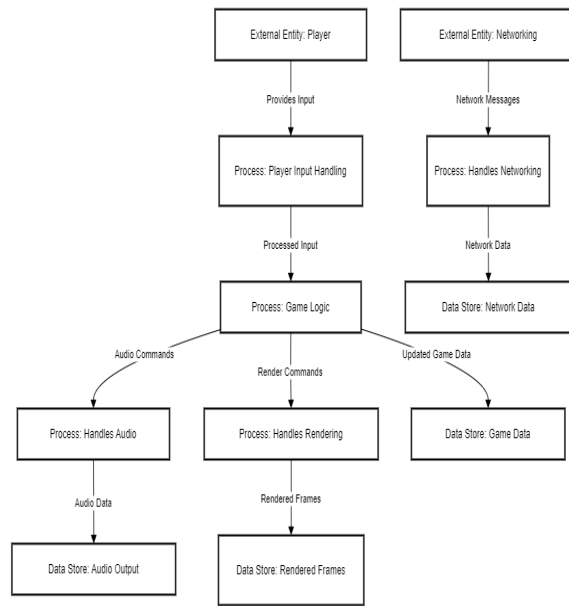 External Entity: Player
External Entity: Networking
Provides Input
Network Messages
Process: Player Input Handling
Process: Handles Networking
Processed Input
Network Data
Process: Game Logic
Data Store: Network Data
Audio Commands
Render Commands
Updated Game Data
Process: Handles Audio
Process: Handles Rendering
Data Store: Game Data
Audio Data
Rendered Frames
Data Store: Audio Output
Data Store: Rendered Frames